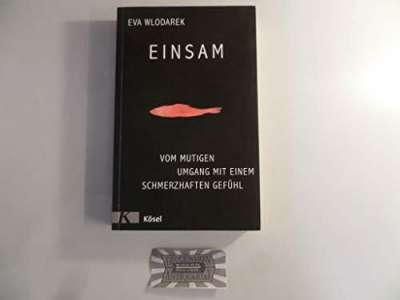 EVA WLODAREK
EINSAM
VOM MUTIGEN
UMGANG MIT EINEM
SCHMERZHAFTEN GEFÜHL
K Kösel